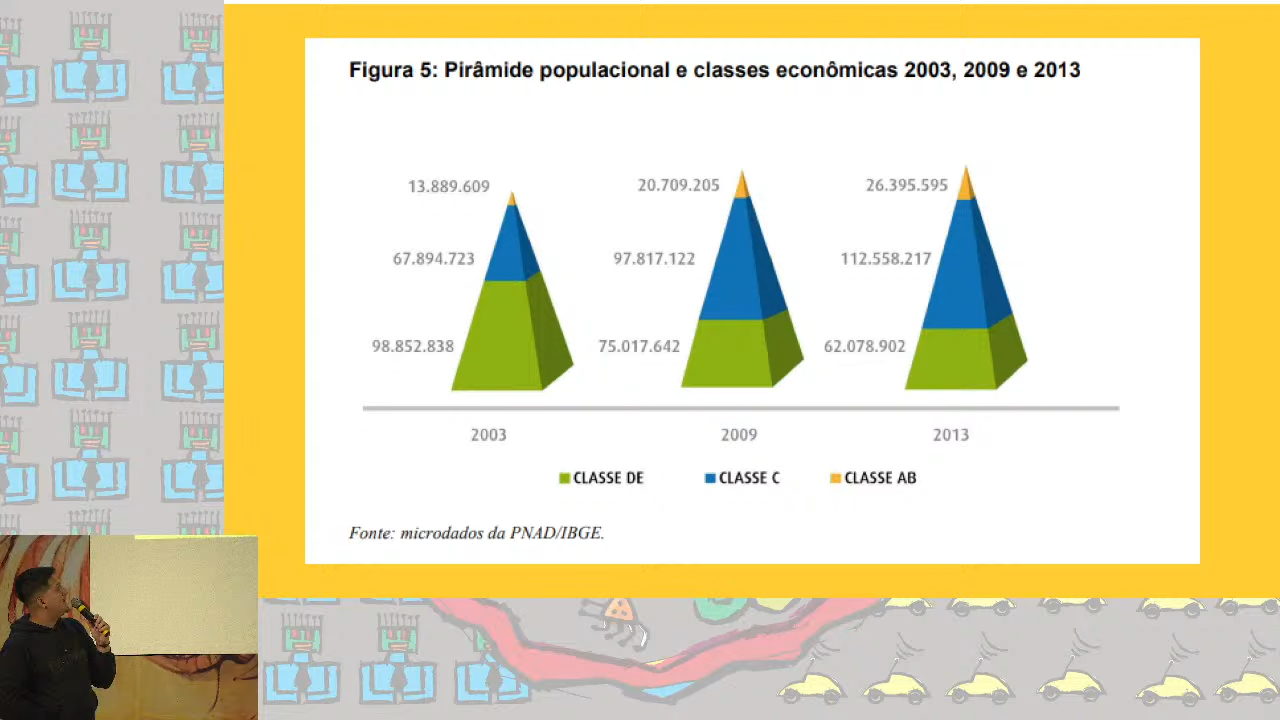 Figura 5: Pirâmide populacional e classes econômicas 2003, 2009 e 2013
13.889.609
20.709.205
26.395.595
67.894.723
97.817.122
112.558.217
98.852.838
75.017.642
62.078.902
2003
2009
2013
CLASSE DE
CLASSE C
CLASSE AB
Fonte: microdados da PNAD/IBGE.